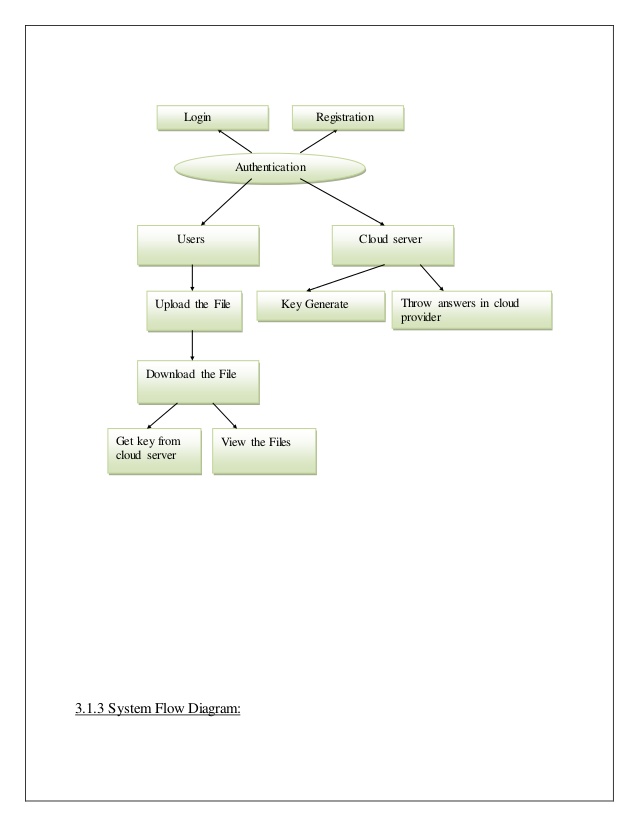 Login
Registration
Authentication
Users
Cloud server
Upload the File
Key Generate
Throw answers in cloud
provider
Download the File
Get key from
cloud server
View the Files
3.1.3 System Flow Diagram: